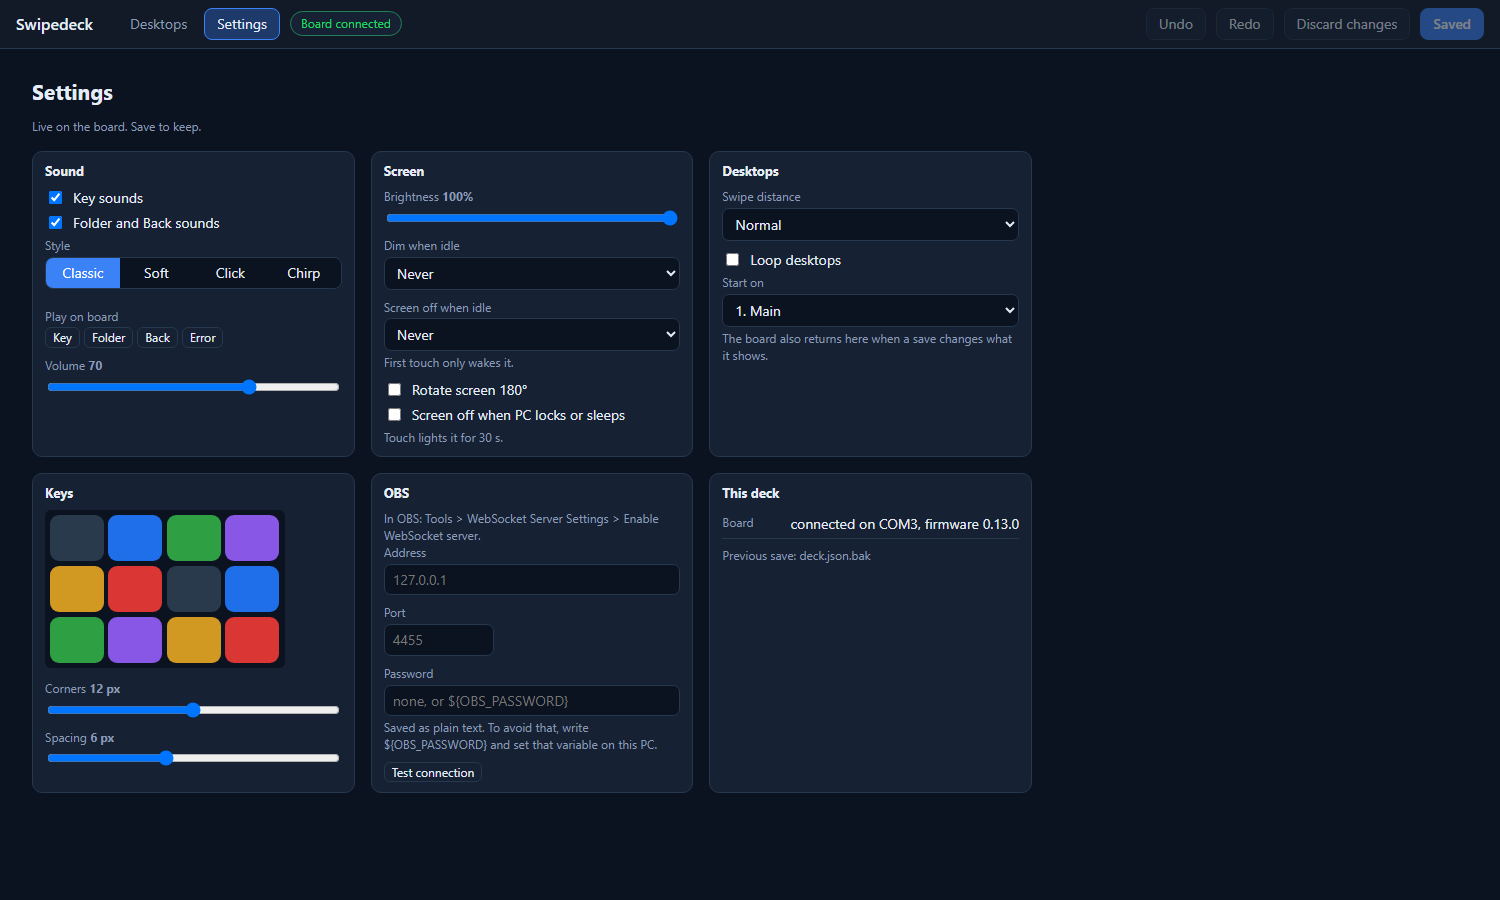 Swipedeck
Desktops
Settings
Board connected
Undo
Redo
Discard changes
Saved
Settings
Live on the board. Save to keep.
Sound
Key sounds
Folder and Back sounds
Style
Classic
Soft
Click
Chirp
Play on board
Key
Folder
Back
Error
Volume 70
Screen
Brightness 100%
Dim when idle
Never
Screen off when idle
Never
First touch only wakes it.
Rotate screen 180°
Screen off when PC locks or sleeps
Touch lights it for 30 s.
Desktops
Swipe distance
Normal
Loop desktops
Start on
1. Main
The board also returns here when a save changes what
it shows.
Keys
Corners 12 px
Spacing 6 px
OBS
In OBS: Tools > WebSocket Server Settings > Enable
WebSocket server.
Address
127.0.0.1
Port
4455
Password
none, or ${OBS_PASSWORD}
Saved as plain text. To avoid that, write
${OBS_PASSWORD} and set that variable on this PC.
Test connection
This deck
Board
connected on COM3, firmware 0.13.0
Previous save: deck.json.bak